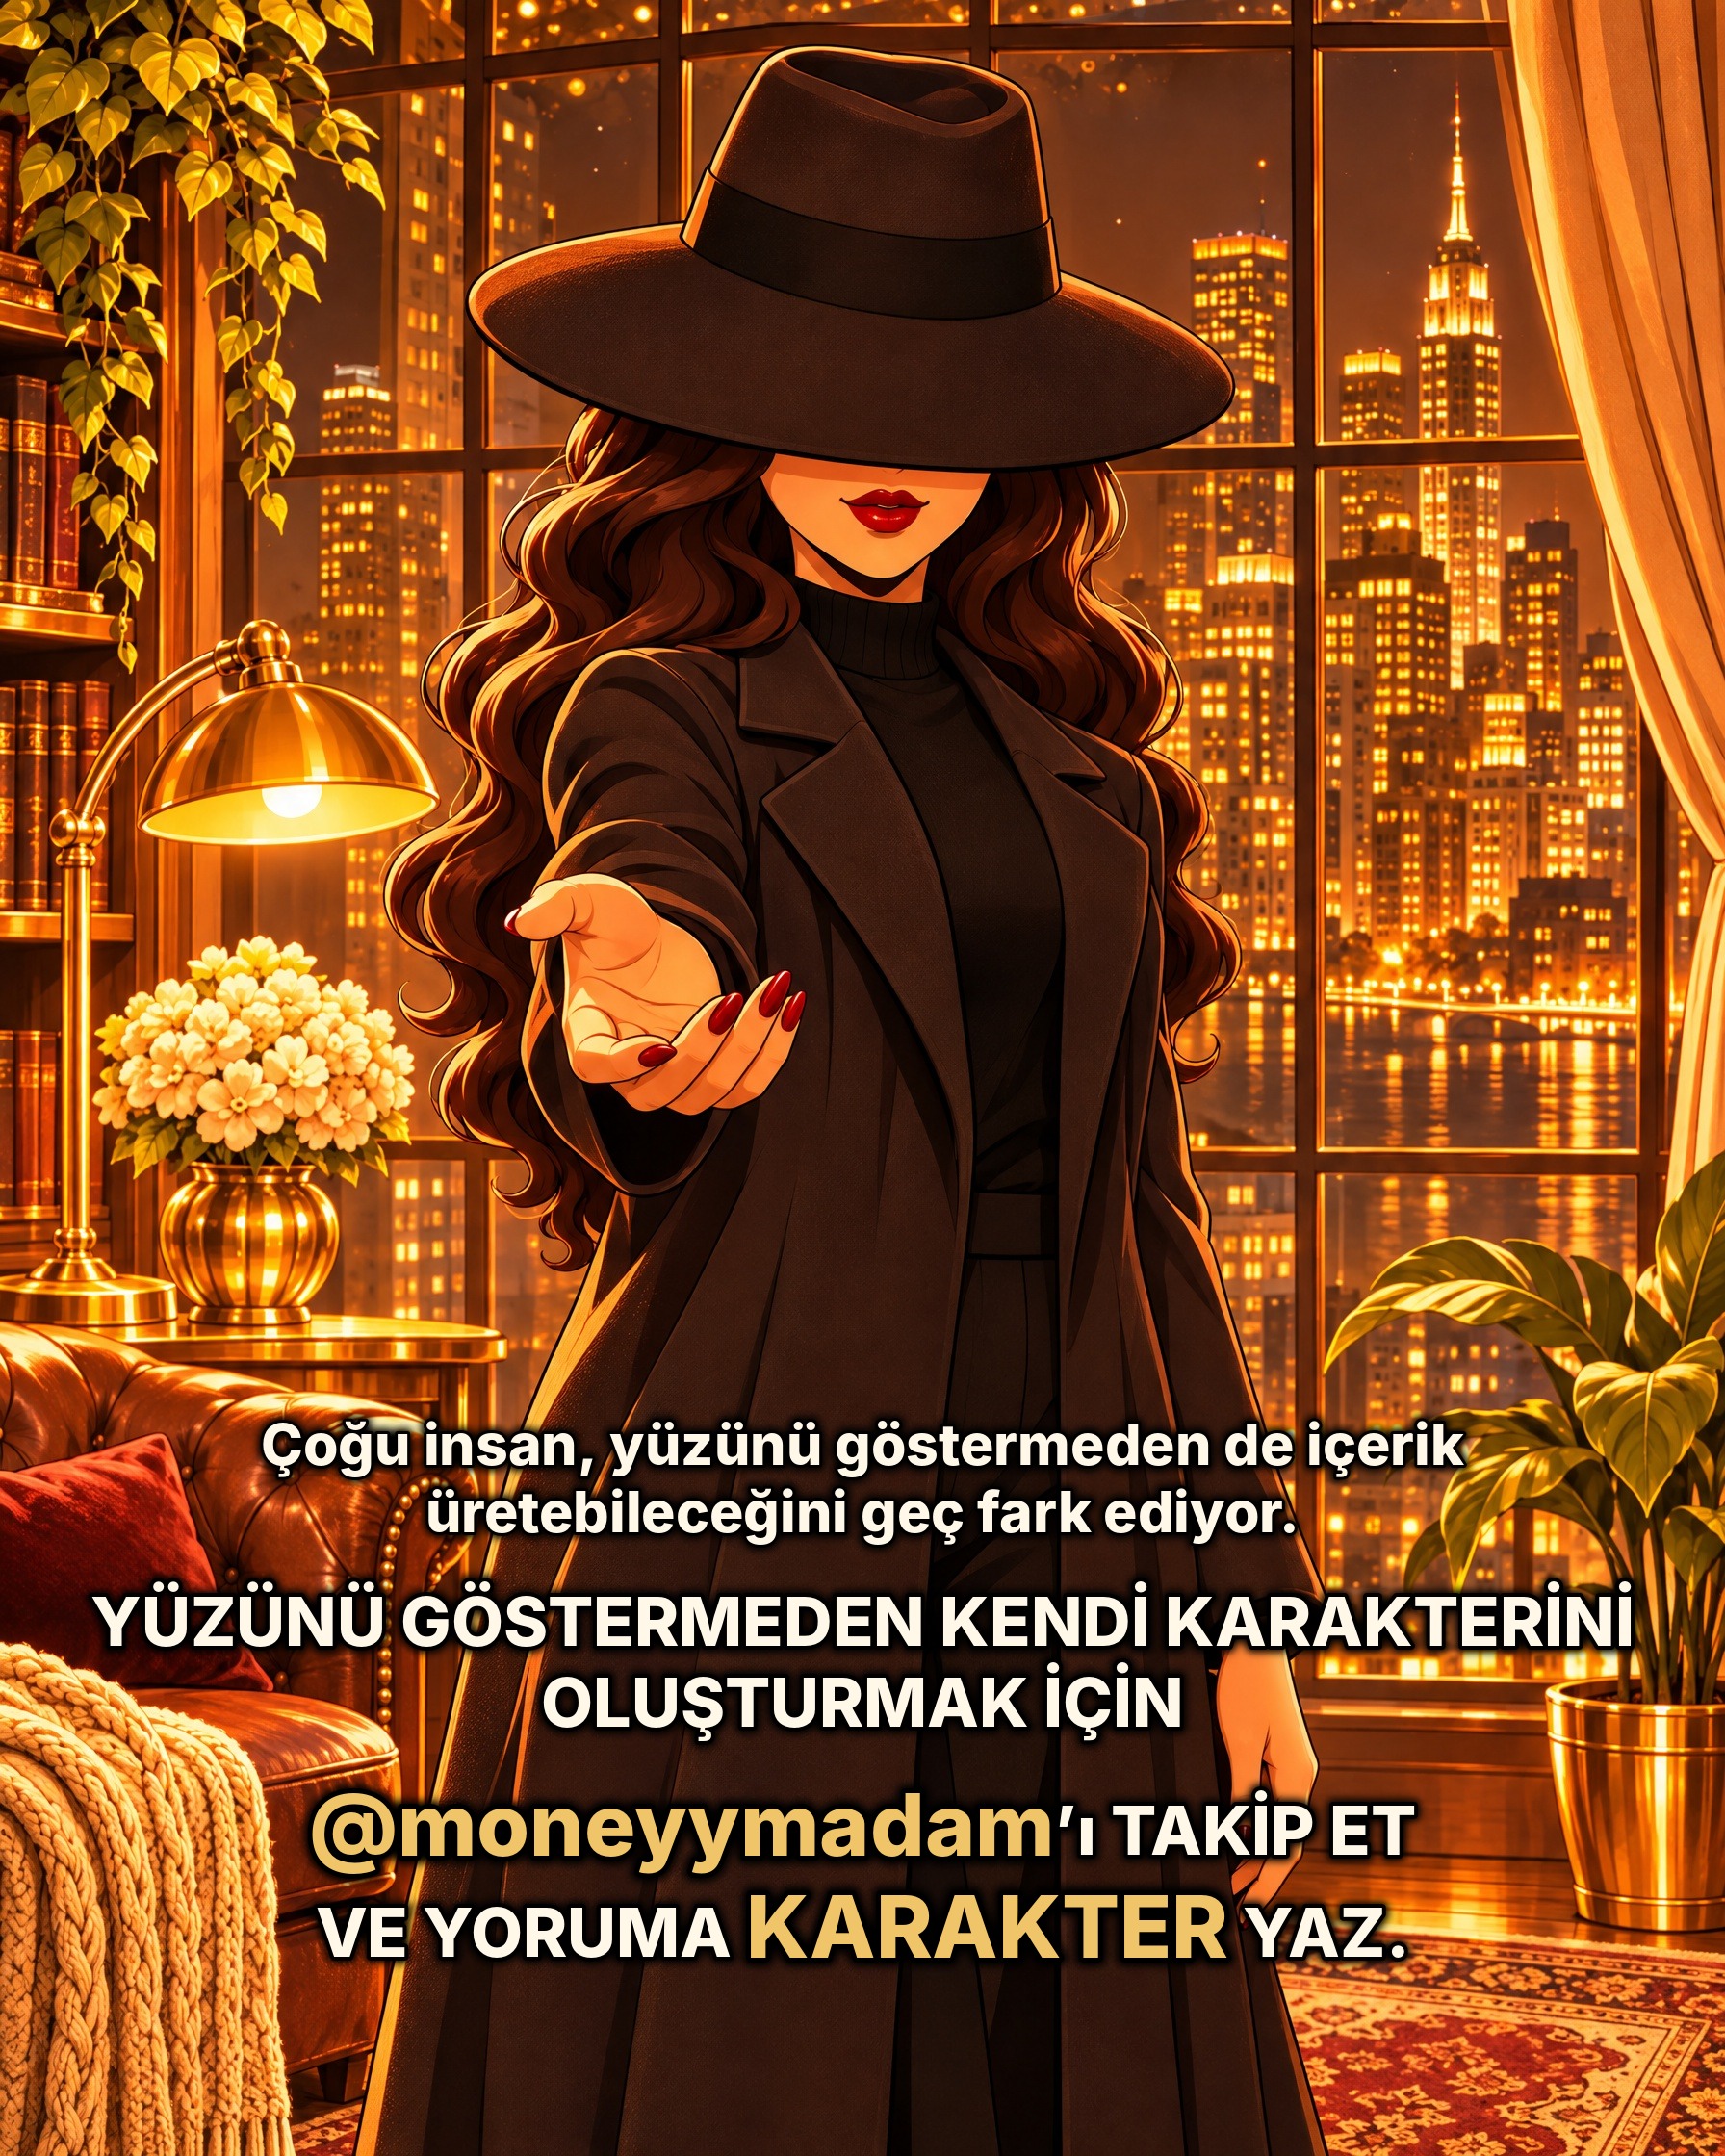 Çoğu insan, yüzünü göstermeden de içerik
üretebileceğini geç fark ediyor.
YÜZÜNÜ GÖSTERMEDEN KENDİ KARAKTERİNİ
OLUŞTURMAK İÇİN
@moneyymadam’ı TAKİP ET
VE YORUMA KARAKTER YAZ.